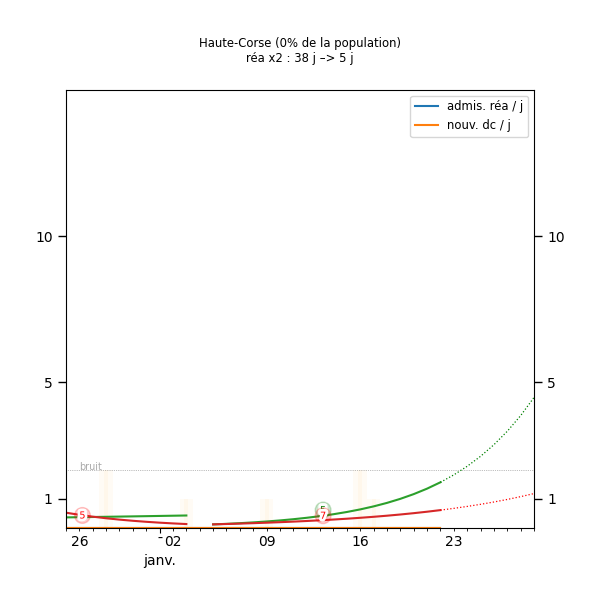 Haute-Corse (0% de la population)
réa x2 : 38 j –> 5 j
admis. réa / j
nouv. dc / j
10
10
5
5
bruit
1
1
5
7
26
02
09
16
23
janv.